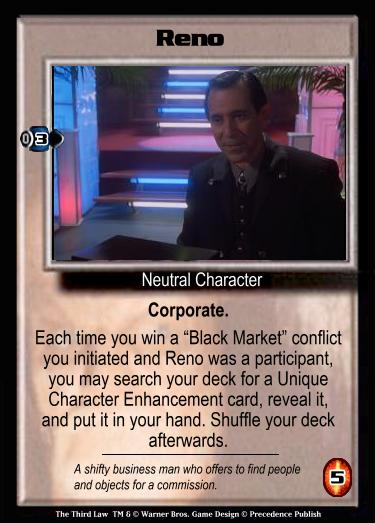 Reno
0 3
Neutral Character
Corporate.
Each time you win a “Black Market” conflict
you initiated and Reno was a participant,
you may search your deck for a Unique
Character Enhancement card, reveal it,
and put it in your hand. Shuffle your deck
afterwards.
A shifty business man who offers to find people
and objects for a commission.
5
The Third Law TM & © Warner Bros. Game Design © Precedence Publish